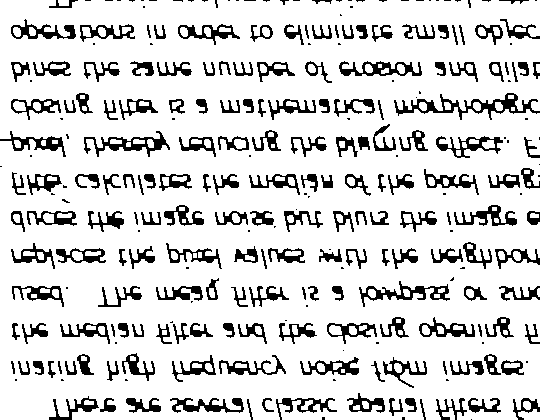 There are several classic spatial filters for
inating high frequency noise from images.
the median filter and the closing opening fi
used. The mean filter is a lowpass or smo
replaces the pixel values with the neighbor
duces the image noise but blurs the image e
filter calculates the median of the pixel neigh
pixel, thereby reducing the blurring effect. Fi
closing filter is a mathematical morphologic
bines the same number of erosion and dilat
operations in order to eliminate small objec